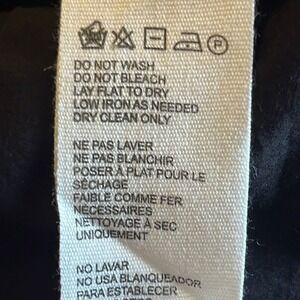 P
DO NOT WASH
DO NOT BLEACH
LAY FLAT TO DRY
LOW IRON AS NEEDED
DRY CLEAN ONLY
NE PAS LAVER
NE PAS BLANCHIR
POSER À PLAT POUR LE
SÉCHAGE
FAIBLE COMME FER
NÉCESSAIRES
NETTOYAGE À SEC
UNIQUEMENT
NO LAVAR
NO USA BLANQUEADOR
PARA ESTABLECER